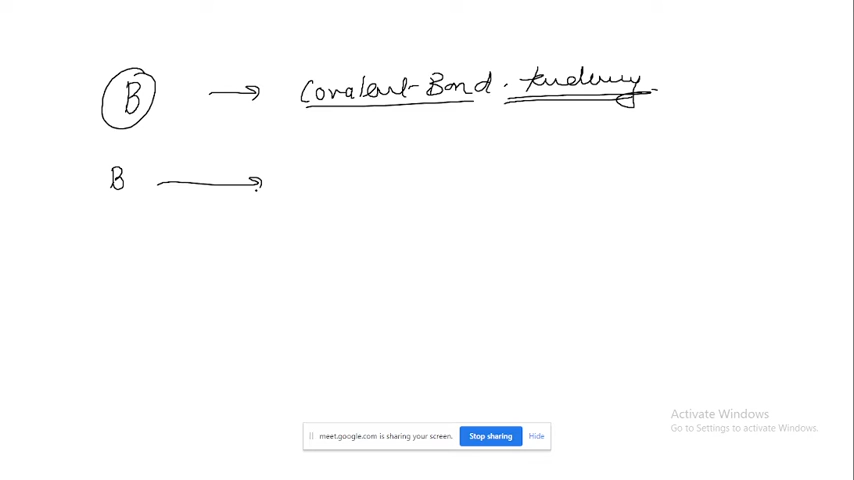 B → Covalent Bond. tendency
B →
Activate Windows
Go to Settings to activate Windows.
meet.google.com is sharing your screen. Stop sharing Hide